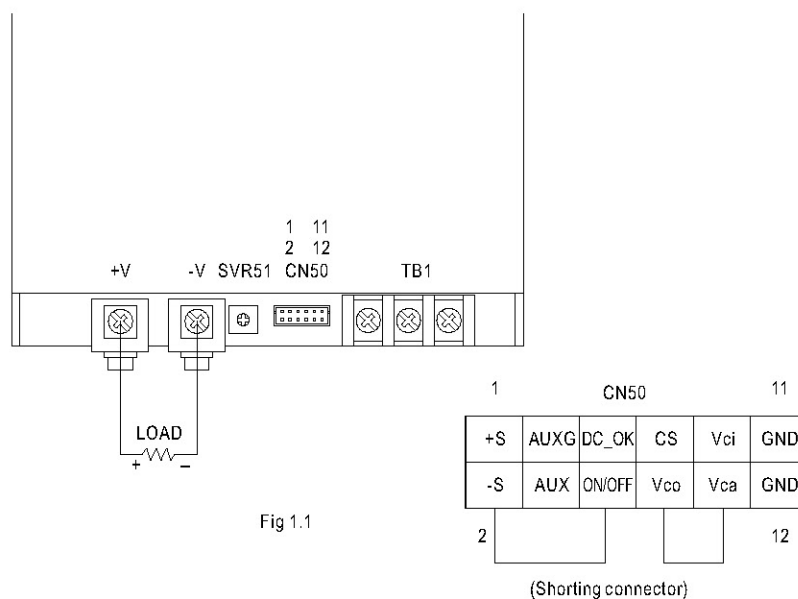 1 11
2 12
+V -V SVR51 CN50 TB1
LOAD
+ –
Fig 1.1
1 CN50 11
+S AUXG DC_OK CS Vci GND
-S AUX ON/OFF Vco Vca GND
2 12
(Shorting connector)